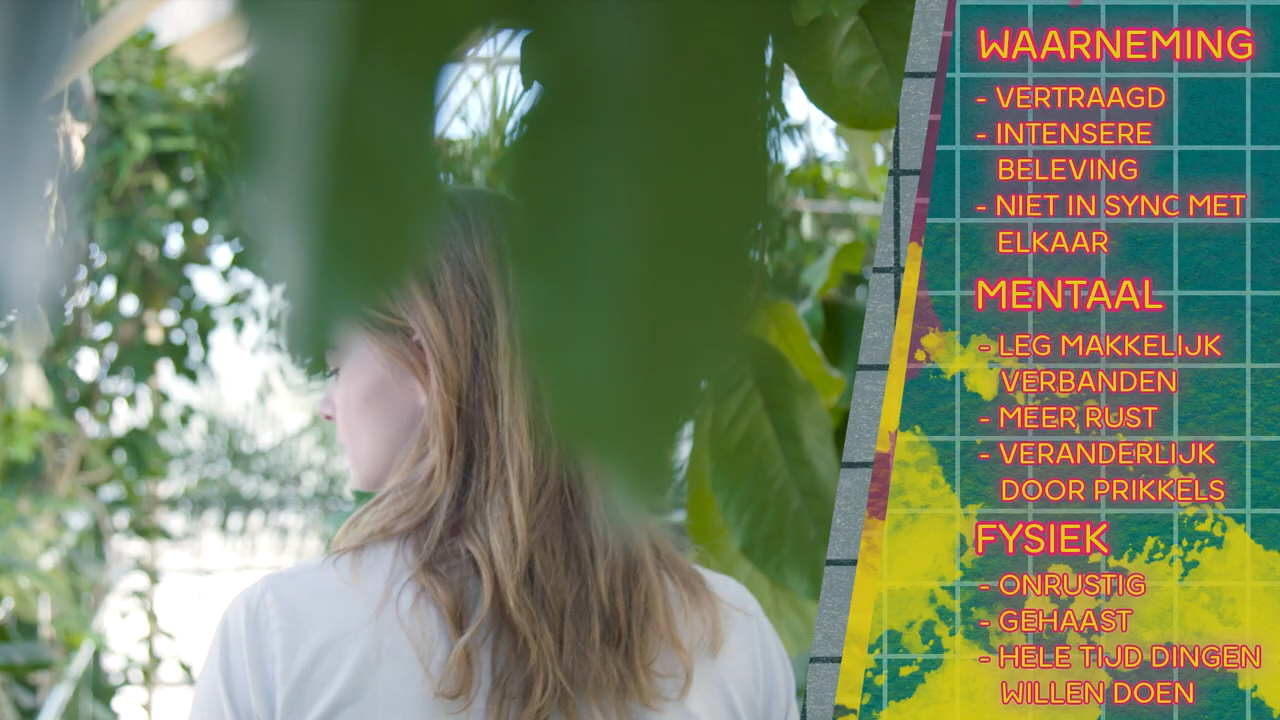 WAARNEMING
- VERTRAAGD
- INTENSERE
BELEVING
- NIET IN SYNC MET
ELKAAR
MENTAAL
- LEG MAKKELIJK
VERBANDEN
- MEER RUST
- VERANDERLIJK
DOOR PRIKKELS
FYSIEK
- ONRUSTIG
- GEHAAST
- HELE TIJD DINGEN
WILLEN DOEN